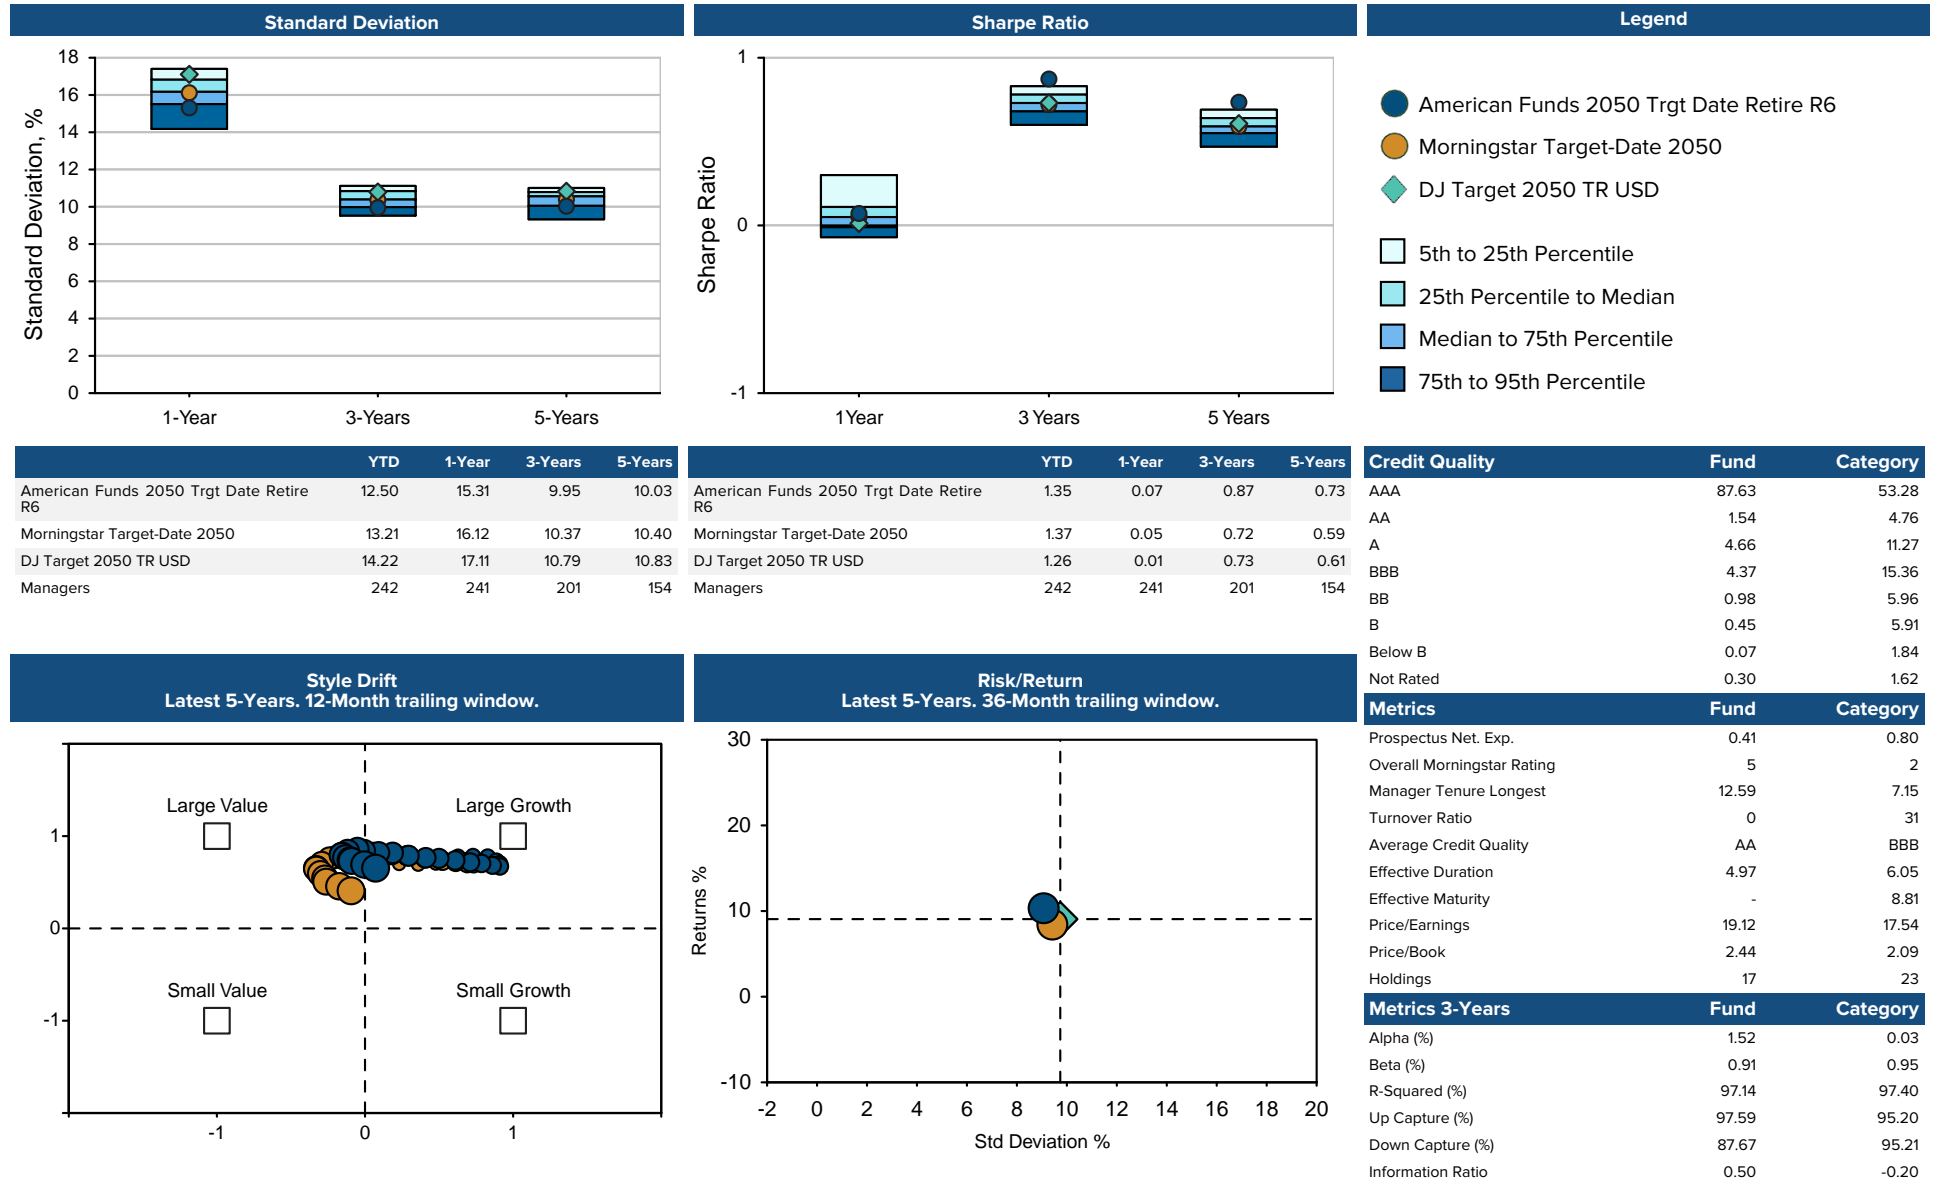 Standard Deviation
18
16
14
12
10
8
6
4
2
0
Standard Deviation, %
1-Year 3-Years 5-Years
Sharpe Ratio
1
0
-1
Sharpe Ratio
1 Year 3 Years 5 Years
Legend
American Funds 2050 Trgt Date Retire R6
Morningstar Target-Date 2050
DJ Target 2050 TR USD
5th to 25th Percentile
25th Percentile to Median
Median to 75th Percentile
75th to 95th Percentile
YTD 1-Year 3-Years 5-Years
American Funds 2050 Trgt Date Retire 12.50 15.31 9.95 10.03
R6
Morningstar Target-Date 2050 13.21 16.12 10.37 10.40
DJ Target 2050 TR USD 14.22 17.11 10.79 10.83
Managers 242 241 201 154
YTD 1-Year 3-Years 5-Years
American Funds 2050 Trgt Date Retire 1.35 0.07 0.87 0.73
R6
Morningstar Target-Date 2050 1.37 0.05 0.72 0.59
DJ Target 2050 TR USD 1.26 0.01 0.73 0.61
Managers 242 241 201 154
Credit Quality Fund Category
AAA 87.63 53.28
AA 1.54 4.76
A 4.66 11.27
BBB 4.37 15.36
BB 0.98 5.96
B 0.45 5.91
Below B 0.07 1.84
Not Rated 0.30 1.62
Metrics Fund Category
Prospectus Net. Exp. 0.41 0.80
Overall Morningstar Rating 5 2
Manager Tenure Longest 12.59 7.15
Turnover Ratio 0 31
Average Credit Quality AA BBB
Effective Duration 4.97 6.05
Effective Maturity - 8.81
Price/Earnings 19.12 17.54
Price/Book 2.44 2.09
Holdings 17 23
Metrics 3-Years Fund Category
Alpha (%) 1.52 0.03
Beta (%) 0.91 0.95
R-Squared (%) 97.14 97.40
Up Capture (%) 97.59 95.20
Down Capture (%) 87.67 95.21
Information Ratio 0.50 -0.20
Style Drift
Latest 5-Years. 12-Month trailing window.
Large Value Large Growth
1
0
Small Value Small Growth
-1
-1 0 1
Risk/Return
Latest 5-Years. 36-Month trailing window.
30
20
10
0
-10
Returns %
-2 0 2 4 6 8 10 12 14 16 18 20
Std Deviation %